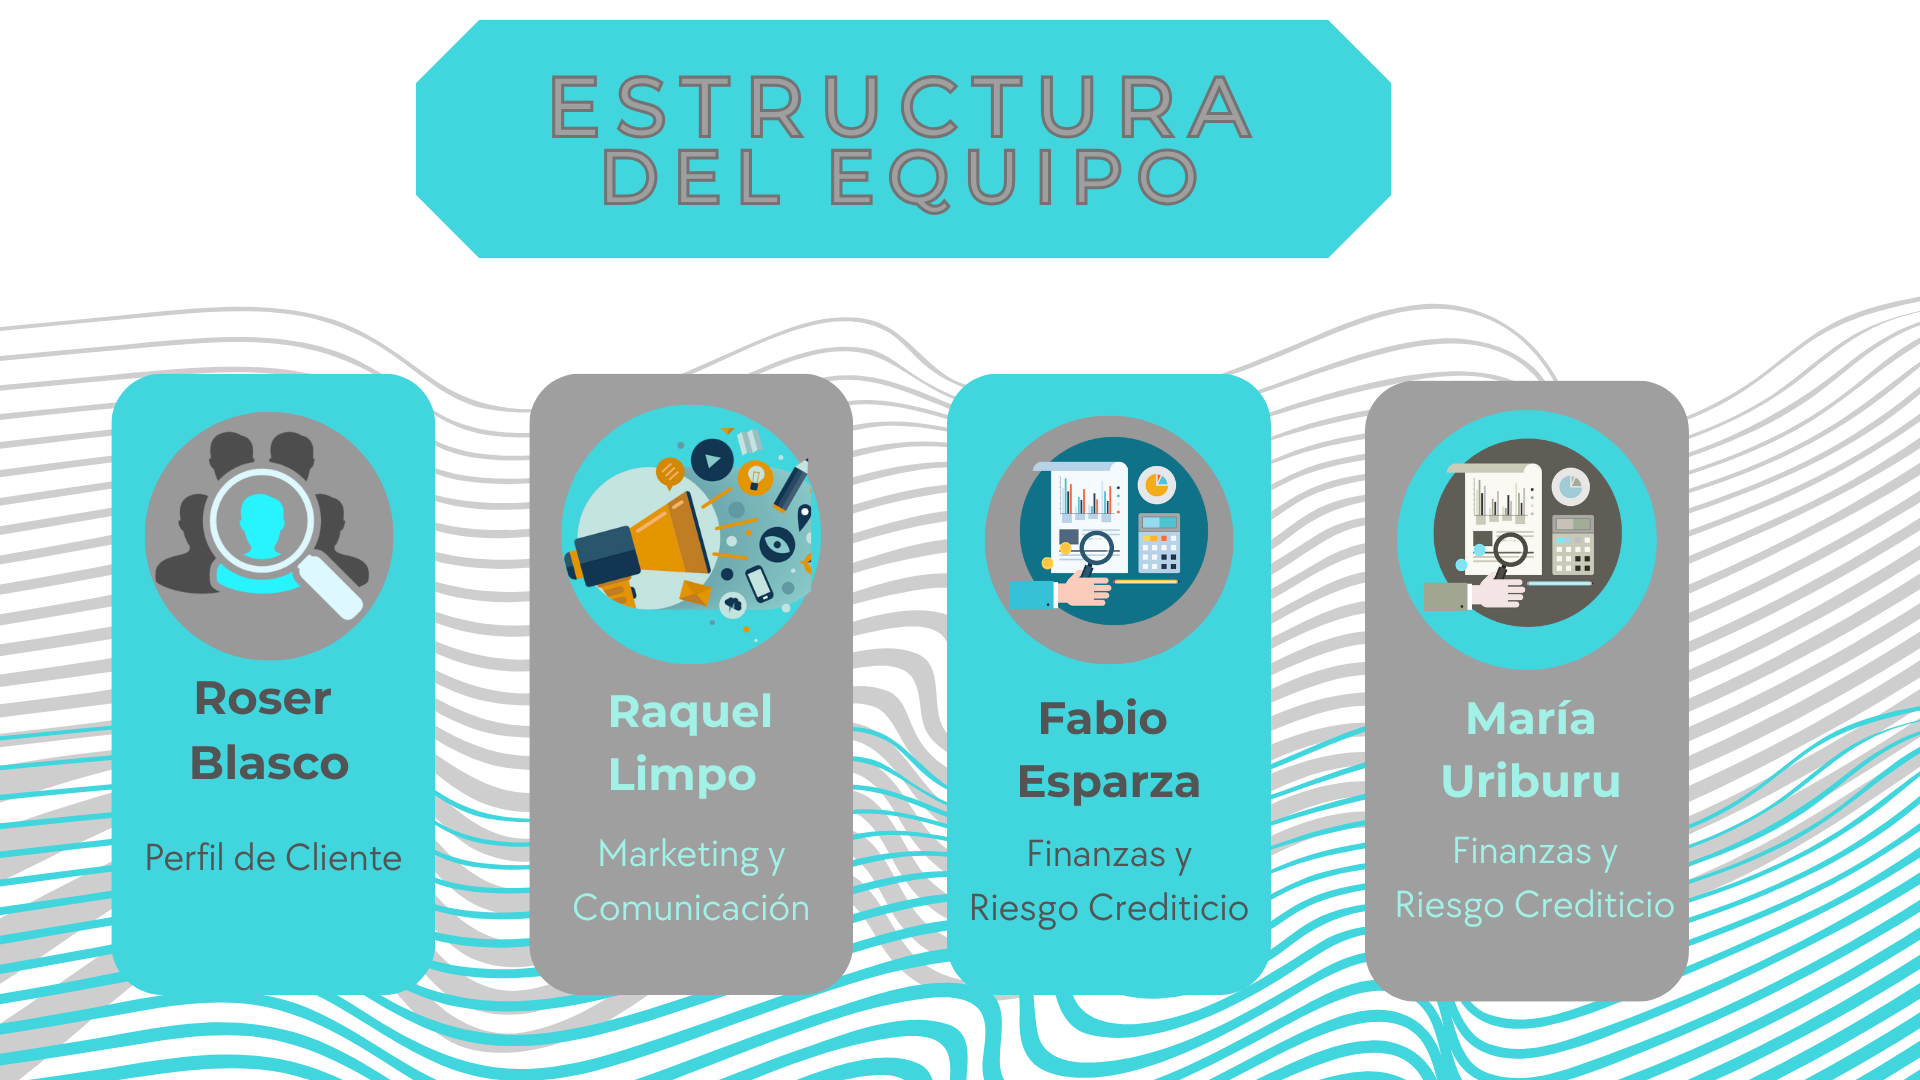 ESTRUCTURA
DEL EQUIPO
Roser
Blasco
Perfil de Cliente
Raquel
Limpo
Marketing y
Comunicación
Fabio
Esparza
Finanzas y
Riesgo Crediticio
María
Uriburu
Finanzas y
Riesgo Crediticio